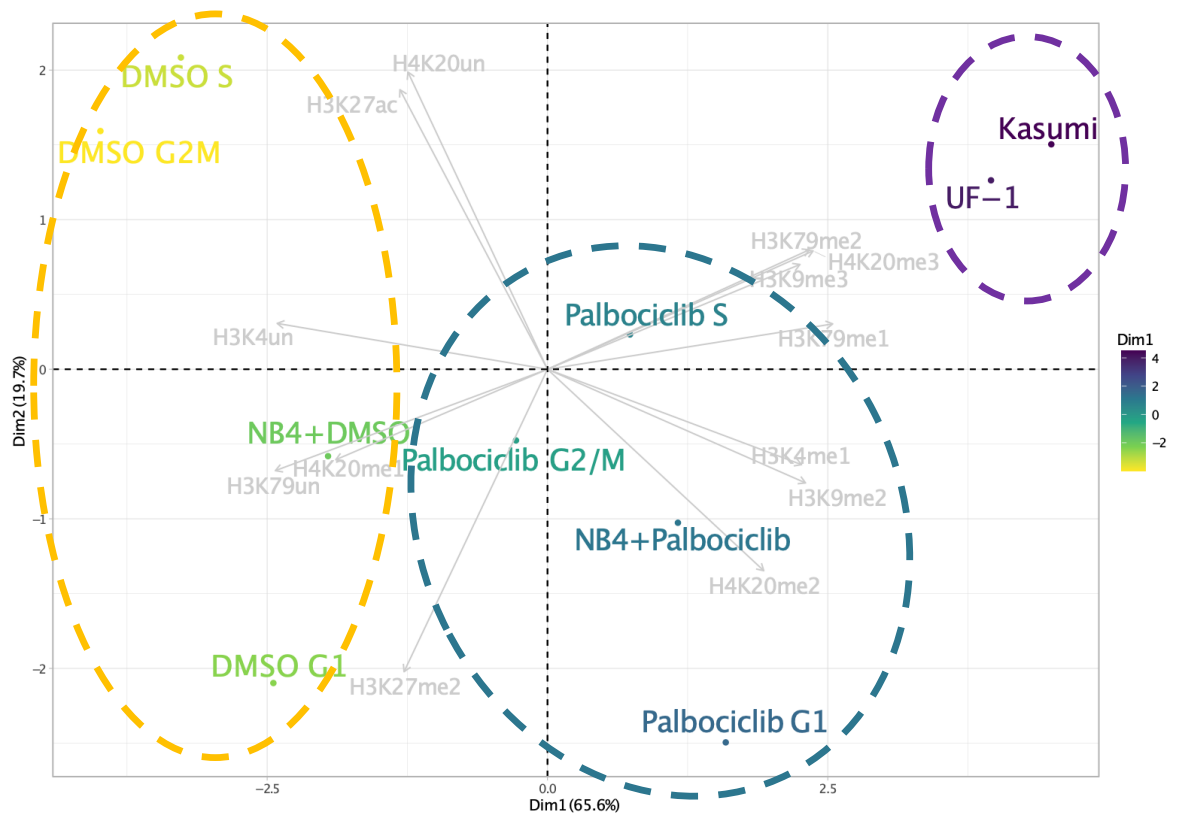 H4K20un
DMSO S
H3K27ac
2
Kasumi
DMSO G2M
UF−1
1
H3K79me2
H4K20me3
H3K9me3
Palbociclib S
H3K4un
H3K79me1
Dim1
4
2
0
−2
0
Dim2 (19.7%)
NB4+DMSO
H4K20me1
Palbociclib G2/M
H3K4me1
H3K79un
H3K9me2
−1
NB4+Palbociclib
H4K20me2
DMSO G1
−2
H3K27me2
Palbociclib G1
−2.5
0.0
2.5
Dim1 (65.6%)